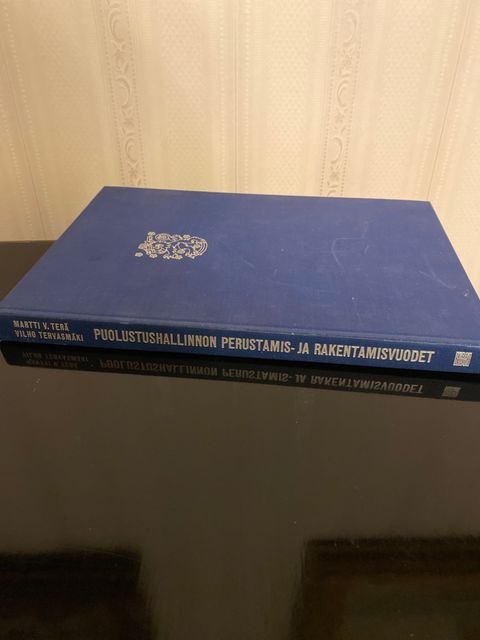 MARTTI V. TERÄ
VILHO TERVASMÄKI
PUOLUSTUSHALLINNON PERUSTAMIS- JA RAKENTAMISVUODET